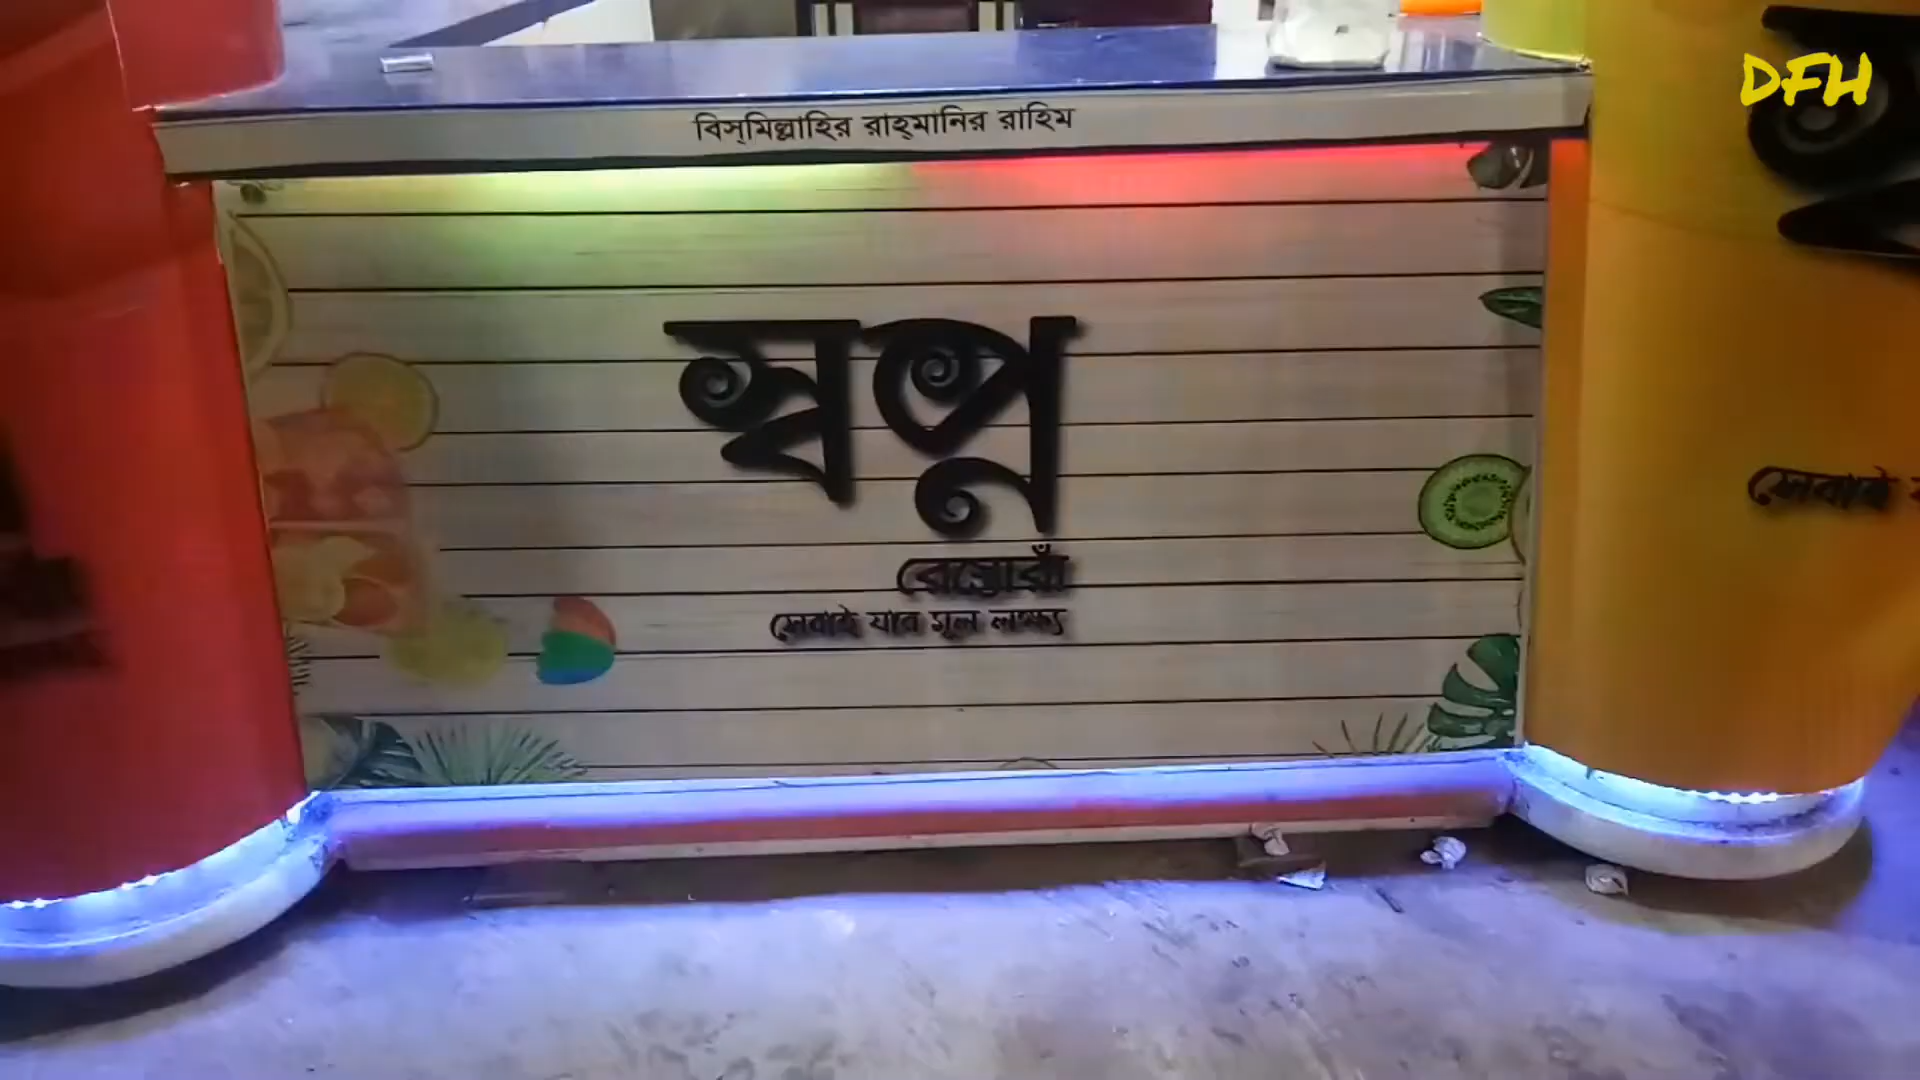 বিস্‌মিল্লাহির রাহ্‌মানির রাহিম
স্বপ্ন
রেস্তোরাঁ
সেবাই যার মূল লক্ষ্য
সেবাই
DFH